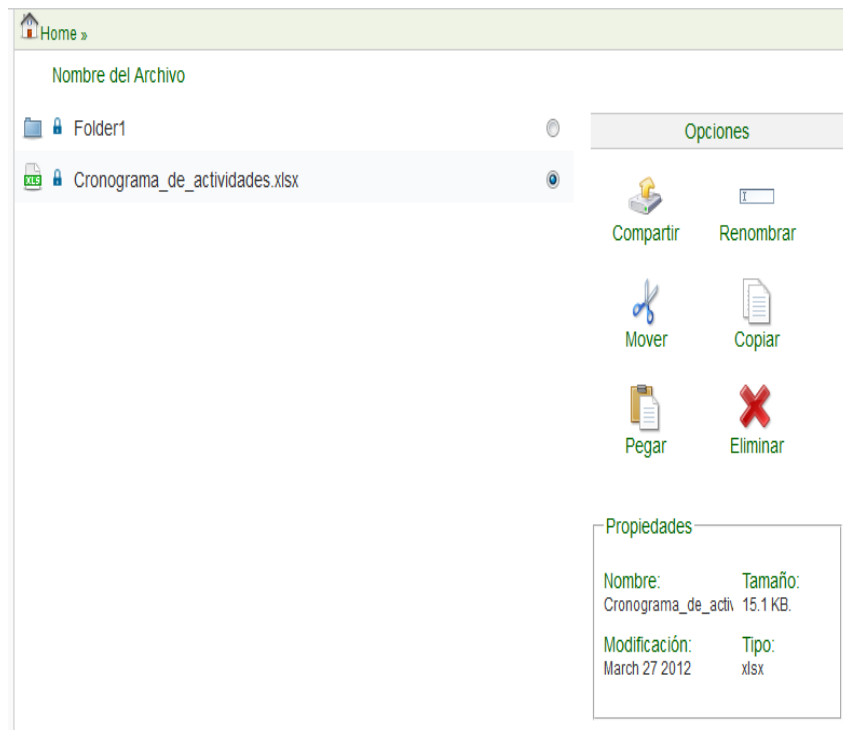 Home »
Nombre del Archivo
Folder1
XLS
Cronograma_de_actividades.xlsx
Opciones
Compartir
Renombrar
Mover
Copiar
Pegar
Eliminar
Propiedades
Nombre: Tamaño:
Cronograma_de_activ 15.1 KB.
Modificación: Tipo:
March 27 2012 xlsx